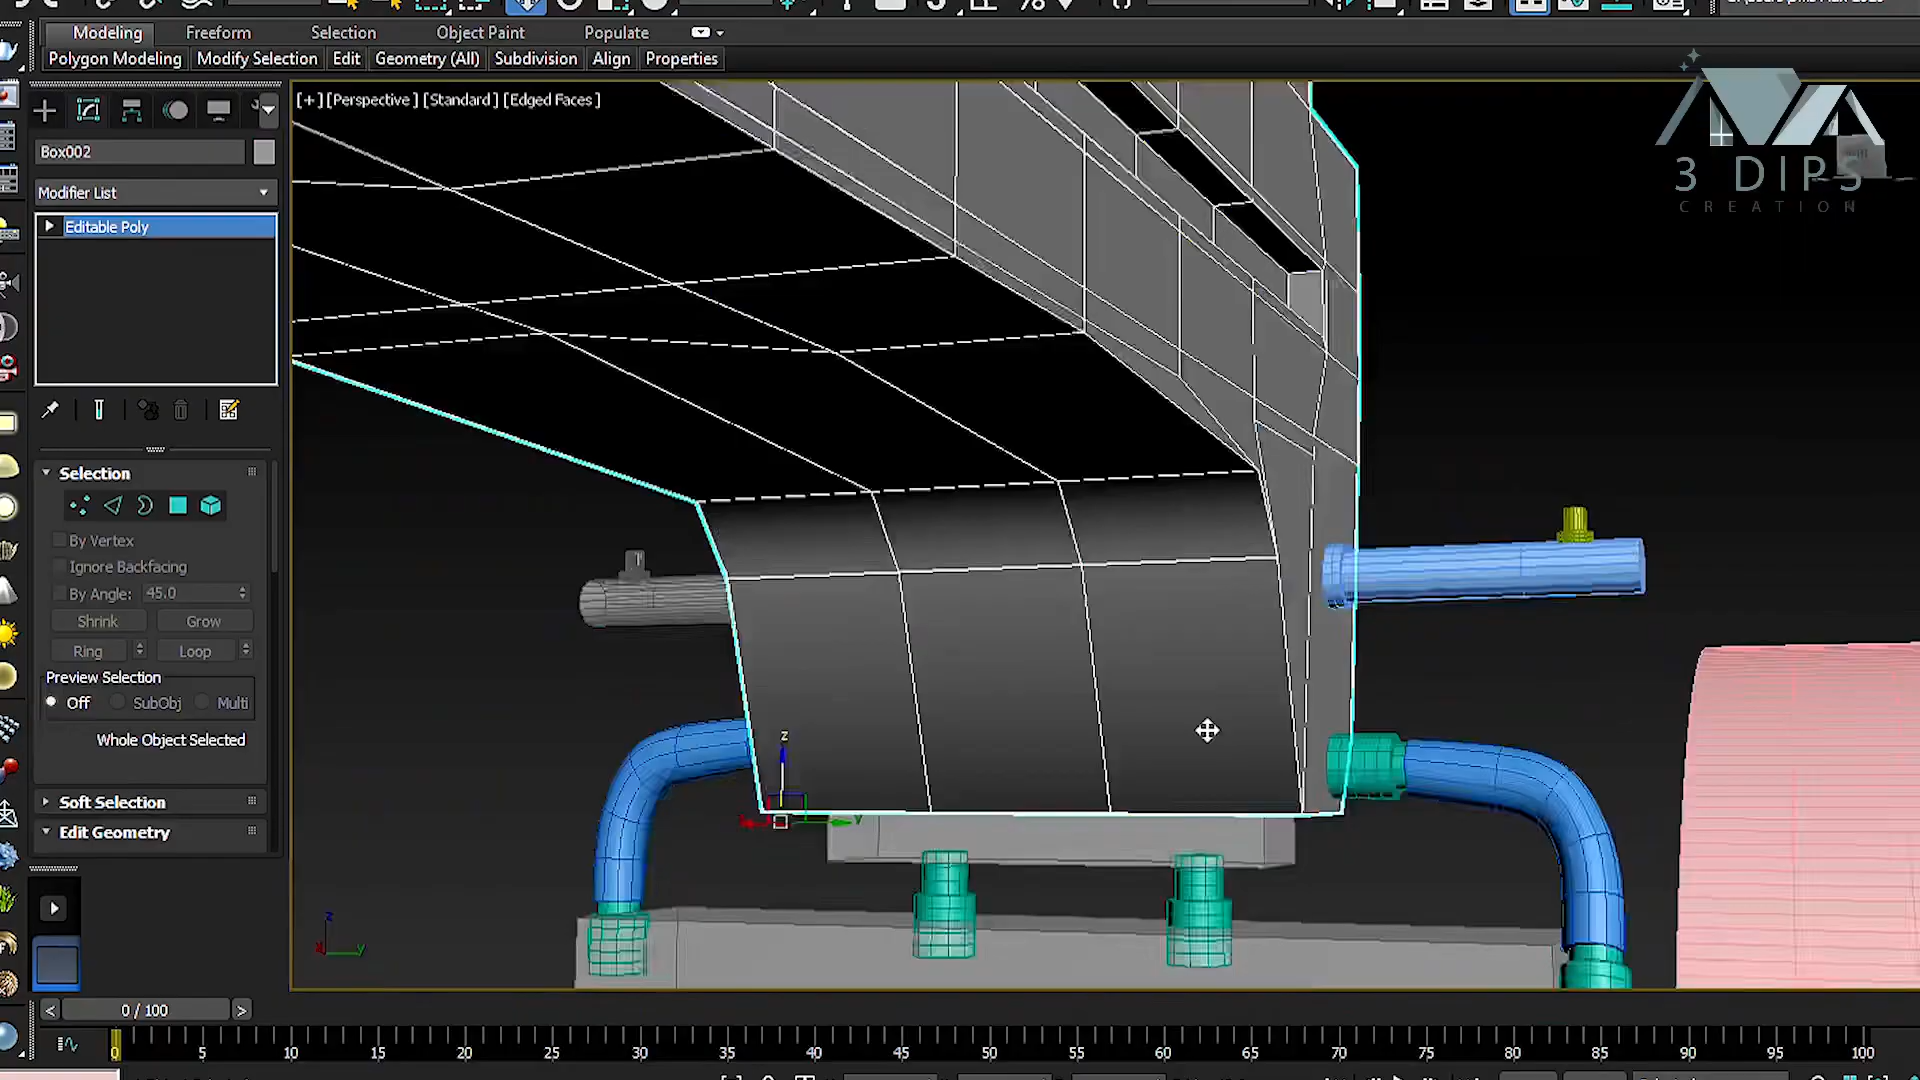 Modeling Freeform Selection Object Paint Populate
Polygon Modeling Modify Selection Edit Geometry (All) Subdivision Align Properties
[+] [Perspective] [Standard] [Edged Faces]
3 DIPS
CREATION
Box002
Modifier List
Editable Poly
Selection
By Vertex
Ignore Backfacing
By Angle: 45.0
Shrink Grow
Ring Loop
Preview Selection
Off SubObj Multi
Whole Object Selected
Soft Selection
Edit Geometry
z
x y
z
x y
< 0 / 100 >
0 5 10 15 20 25 30 35 40 45 50 55 60 65 70 75 80 85 90 95 100